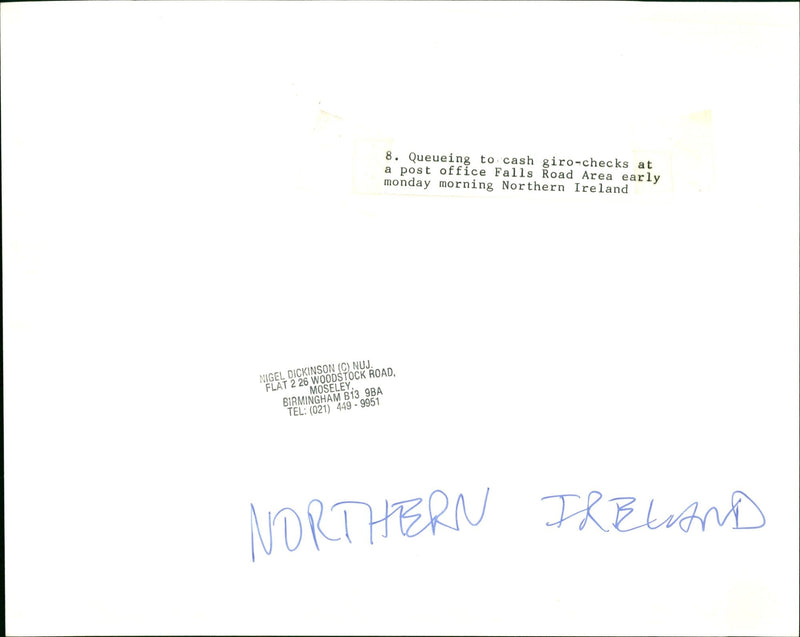 8. Queueing to cash giro-checks at
a post office Falls Road Area early
monday morning Northern Ireland
NIGEL DICKINSON (C) NUJ.
FLAT 2 26 WOODSTOCK ROAD,
MOSELEY,
BIRMINGHAM B13 9BA
TEL: (021) 449 - 9951
NORTHERN IRELAND